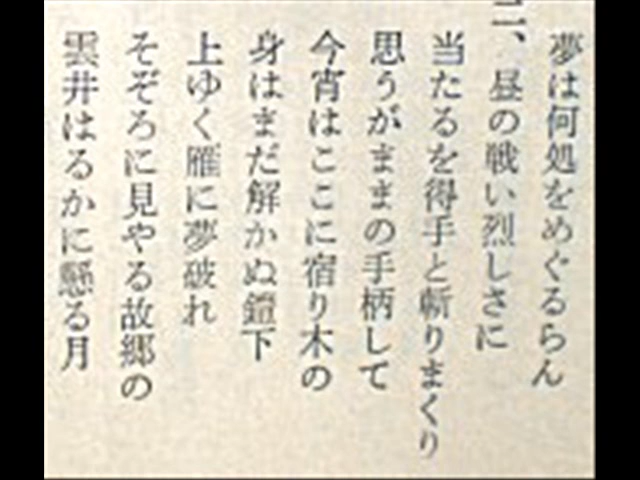 夢は何処をめぐるらん
二、昼の戦い烈しさに
当たるを得手と斬りまくり
思うがままの手柄して
今宵はここに宿り木の
身はまだ解かぬ鎧下
上ゆく雁に夢破れ
そぞろに見やる故郷の
雲井はるかに懸る月